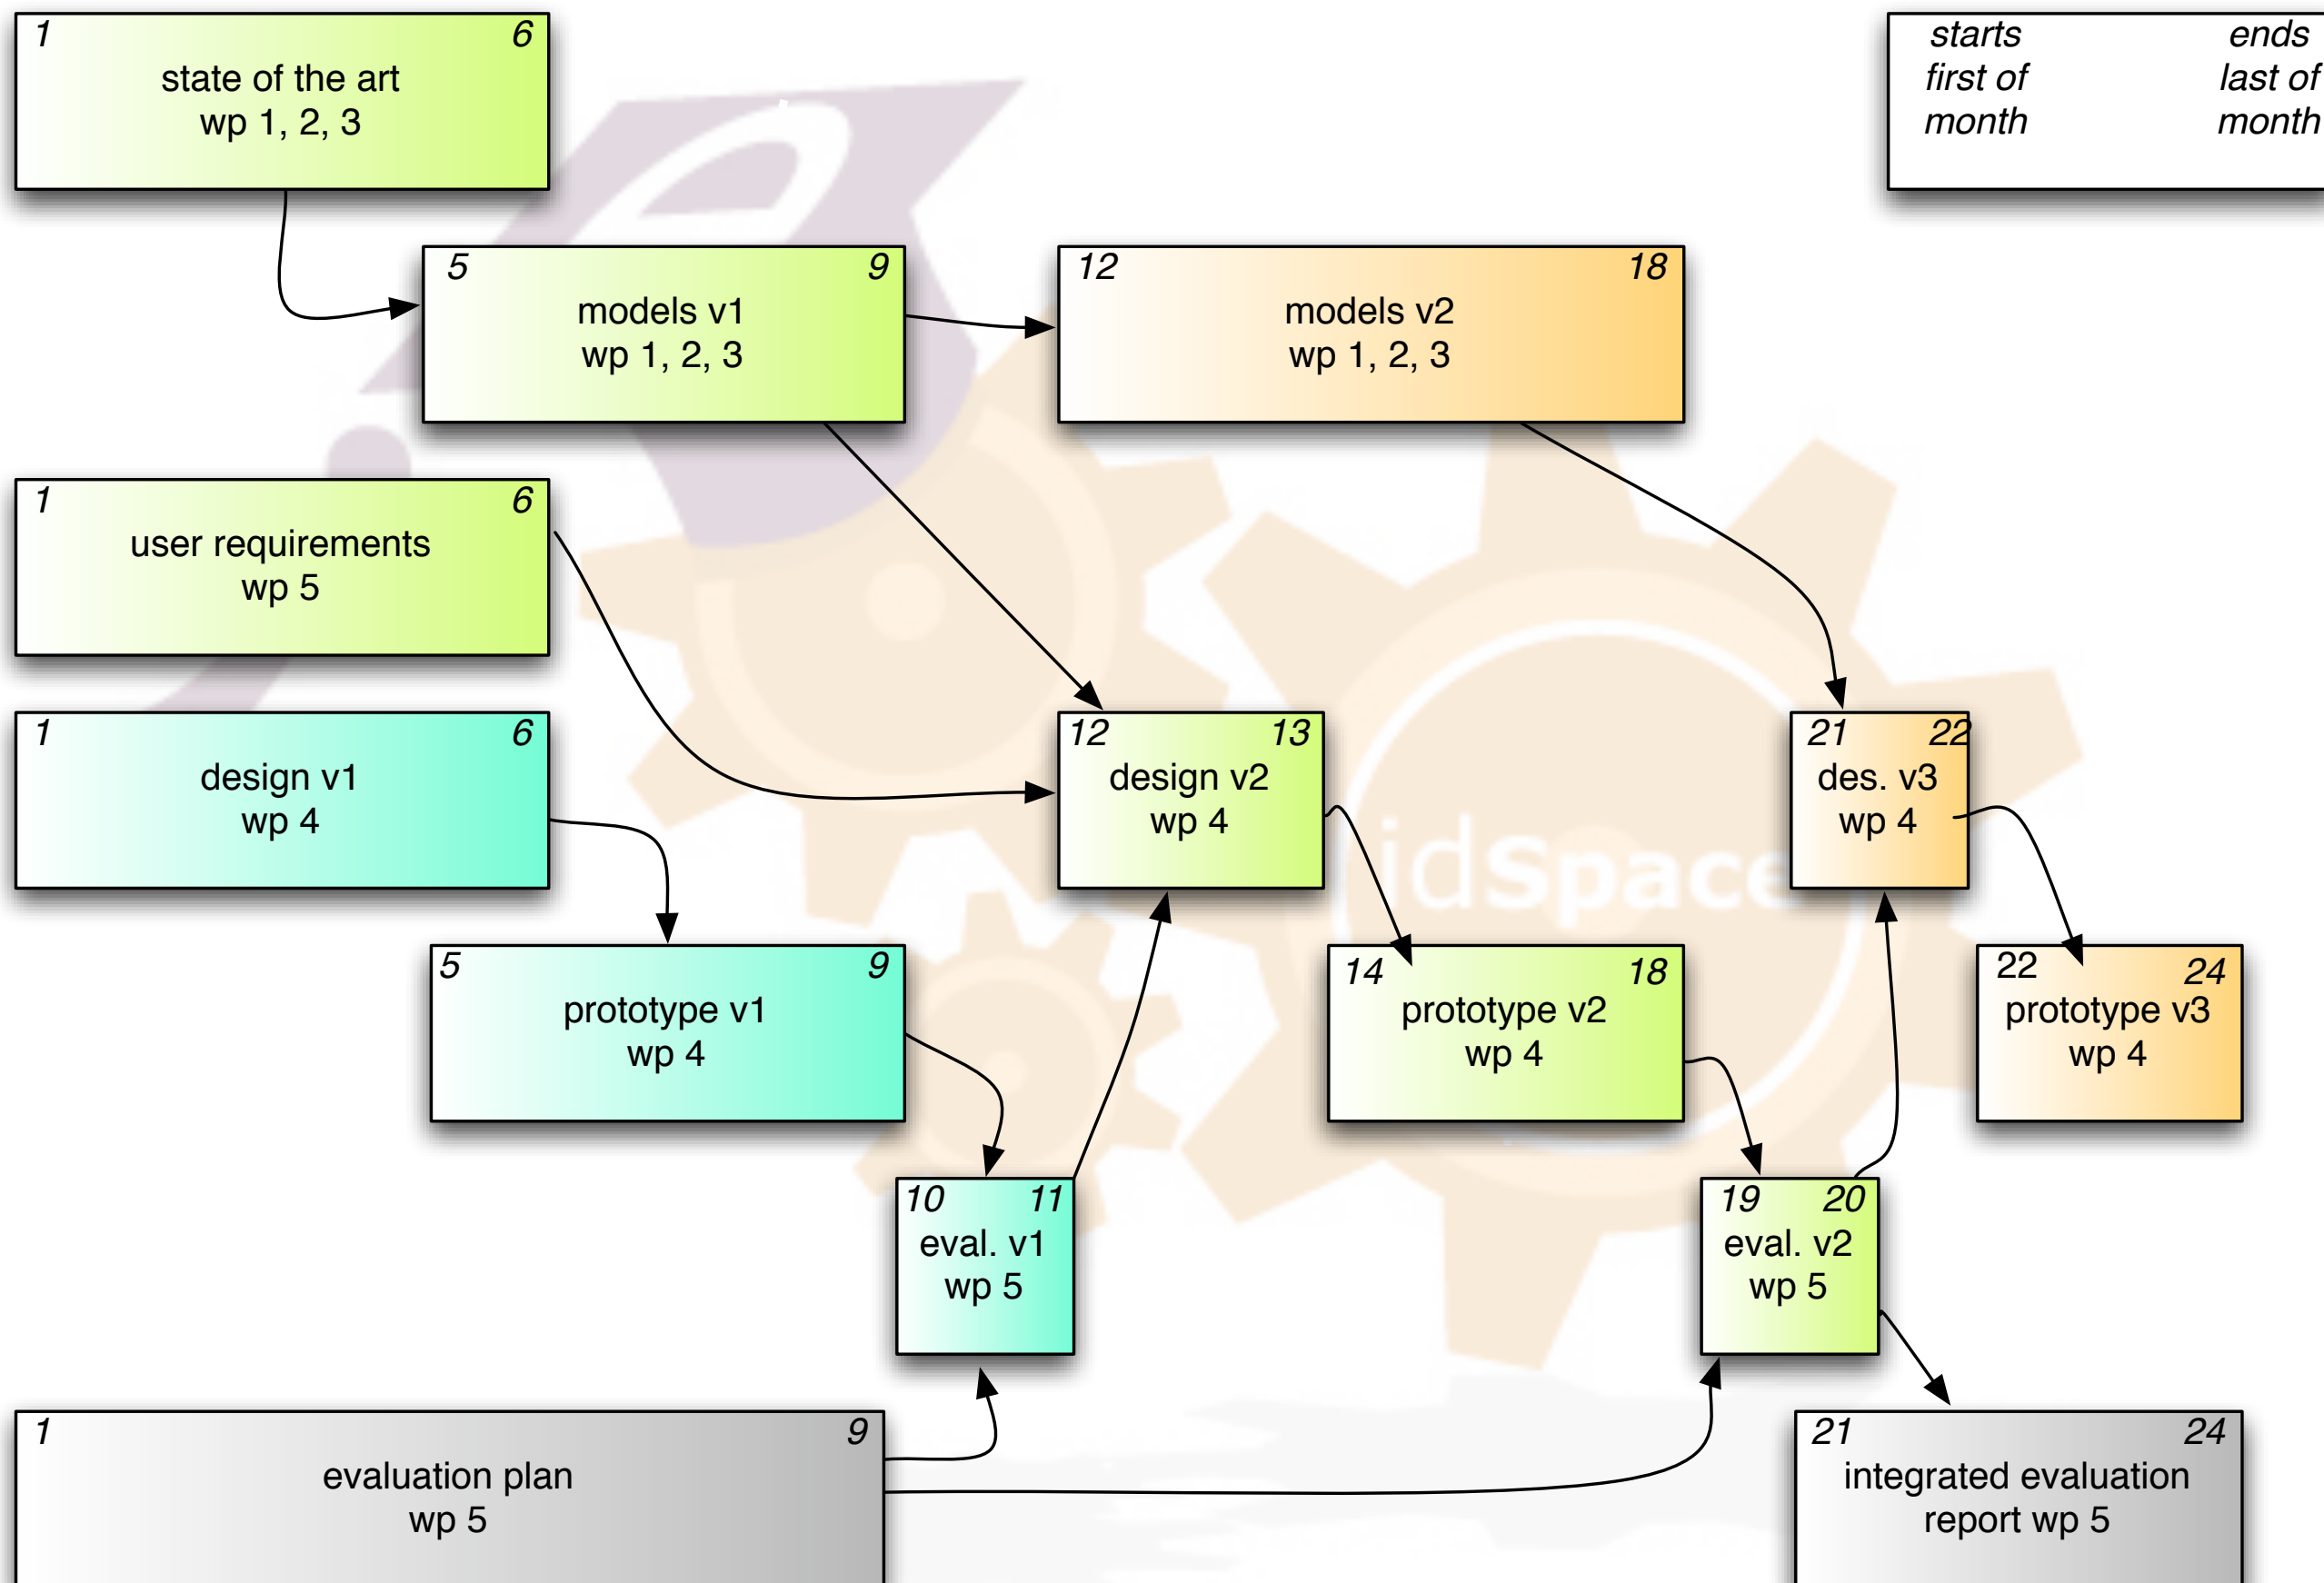 1 6
state of the art
wp 1, 2, 3
starts ends
first of last of
month month
5 9
models v1
wp 1, 2, 3
12 18
models v2
wp 1, 2, 3
1 6
user requirements
wp 5
1 6
design v1
wp 4
12 13
design v2
wp 4
21 22
des. v3
wp 4
idSpace
5 9
prototype v1
wp 4
14 18
prototype v2
wp 4
22 24
prototype v3
wp 4
10 11
eval. v1
wp 5
19 20
eval. v2
wp 5
1 9
evaluation plan
wp 5
21 24
integrated evaluation
report wp 5